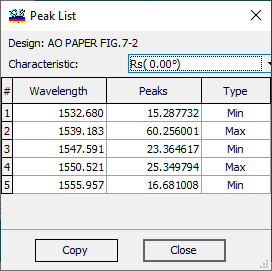 Peak List
Design: AO PAPER FIG.7-2
Characteristic: Rs( 0.00°)
# Wavelength Peaks Type
1 1532.680 15.287732 Min
2 1539.183 60.256001 Max
3 1547.591 23.364617 Min
4 1550.521 25.349794 Max
5 1555.957 16.681008 Min
Copy Close